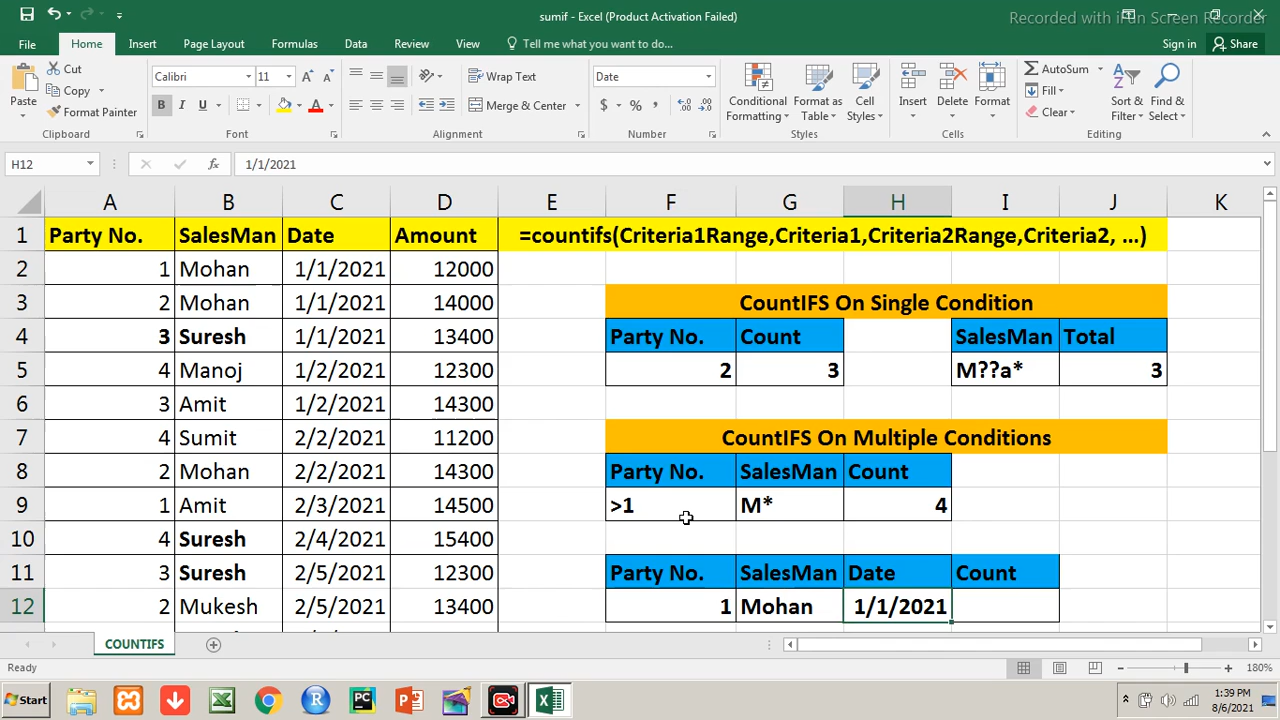 sumif - Excel (Product Activation Failed)
Recorded with iFun Screen Recorder
File Home Insert Page Layout Formulas Data Review View Tell me what you want to do... Sign in Share
Paste Cut Copy Format Painter Clipboard
Calibri 11 B I U A Font
Wrap Text Merge & Center Alignment
Date $ % , Number
Conditional Formatting Format as Table Cell Styles Styles
Insert Delete Format Cells
AutoSum Fill Clear Sort & Filter Find & Select Editing
H12 fx 1/1/2021
A B C D E F G H I J K
1 Party No. SalesMan Date Amount =countifs(Criteria1Range,Criteria1,Criteria2Range,Criteria2, ...)
2 1 Mohan 1/1/2021 12000
3 2 Mohan 1/1/2021 14000 CountIFS On Single Condition
4 3 Suresh 1/1/2021 13400 Party No. Count SalesMan Total
5 4 Manoj 1/2/2021 12300 2 3 M??a* 3
6 3 Amit 1/2/2021 14300
7 4 Sumit 2/2/2021 11200 CountIFS On Multiple Conditions
8 2 Mohan 2/2/2021 14300 Party No. SalesMan Count
9 1 Amit 2/3/2021 14500 >1 M* 4
10 4 Suresh 2/4/2021 15400
11 3 Suresh 2/5/2021 12300 Party No. SalesMan Date Count
12 2 Mukesh 2/5/2021 13400 1 Mohan 1/1/2021
COUNTIFS
Ready 180%
Start 1:39 PM
8/6/2021